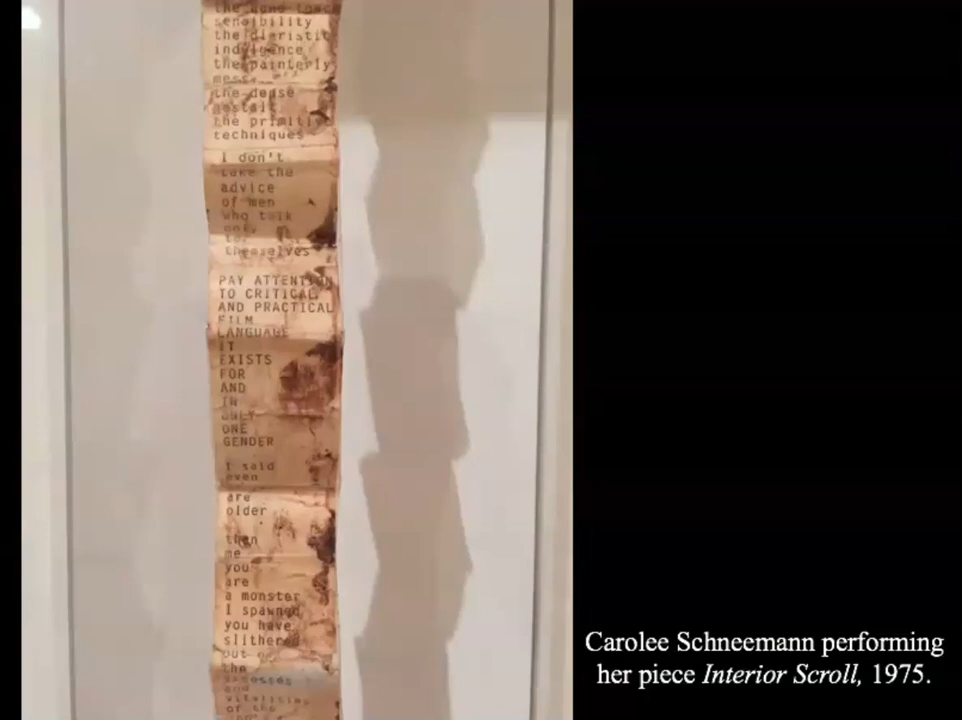 sensibility
the diaristic
indulgence
the painterly
mess
the dense
gestalt
the primitive
techniques
I don't
take the
advice
of men
who talk
only to
themselves
PAY ATTENTION
TO CRITICAL
AND PRACTICAL
FILM
LANGUAGE
IT
EXISTS
FOR
AND
IN
ONLY
ONE
GENDER
I said
even
are
older
then
me
you
are
a monster
I spawned
you have
slithered
out
the
and
vitalities
of the
Carolee Schneemann performing
her piece Interior Scroll, 1975.